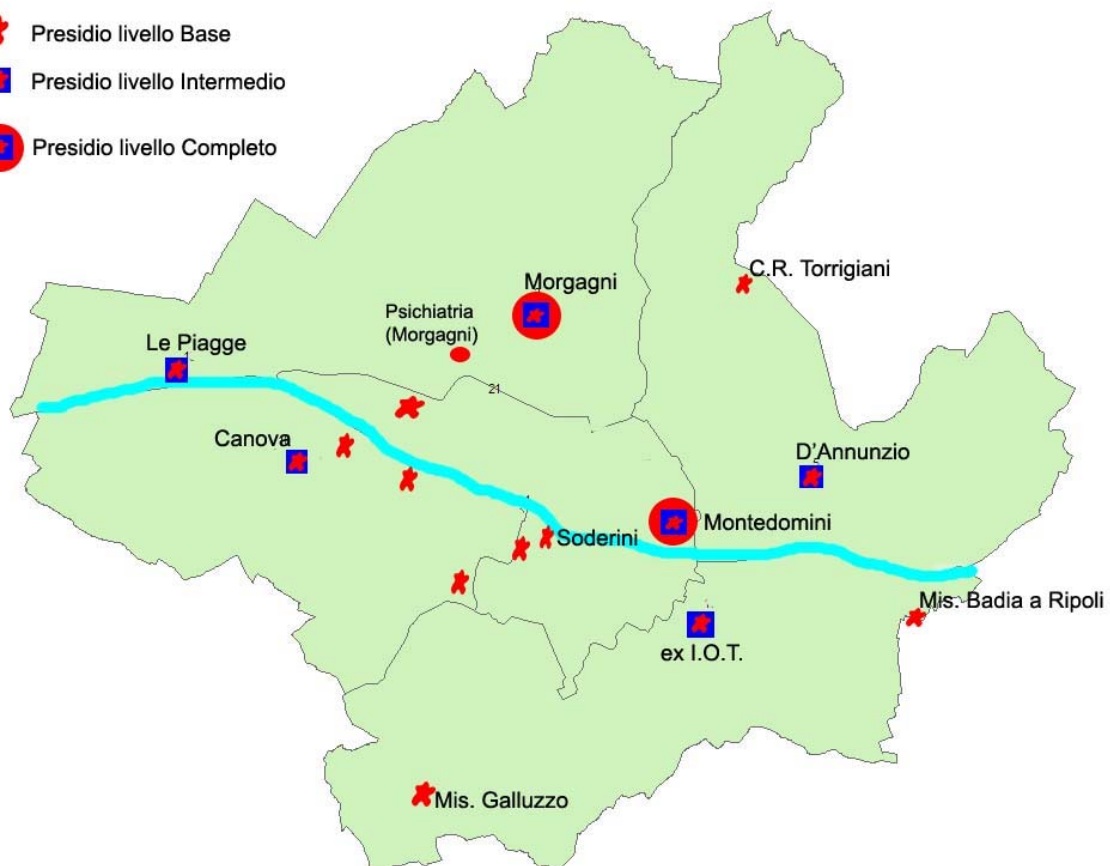 Presidio livello Base
Presidio livello Intermedio
Presidio livello Completo
C.R. Torrigiani
Morgagni
Psichiatria
(Morgagni)
Le Piagge
21
Canova
D'Annunzio
Montedomini
Soderini
Mis. Badia a Ripoli
ex I.O.T.
Mis. Galluzzo